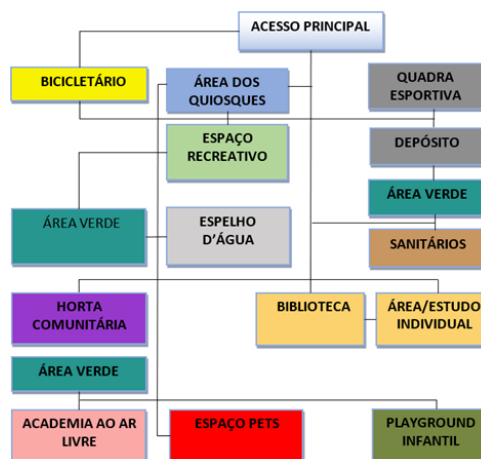 ACESSO PRINCIPAL
BICICLETÁRIO
ÁREA DOS
QUIOSQUES
QUADRA
ESPORTIVA
ESPAÇO
RECREATIVO
DEPÓSITO
ÁREA VERDE
ÁREA VERDE
ESPELHO
D'ÁGUA
SANITÁRIOS
HORTA
COMUNITÁRIA
BIBLIOTECA
ÁREA/ESTUDO
INDIVIDUAL
ÁREA VERDE
ACADEMIA AO AR
LIVRE
ESPAÇO PETS
PLAYGROUND
INFANTIL